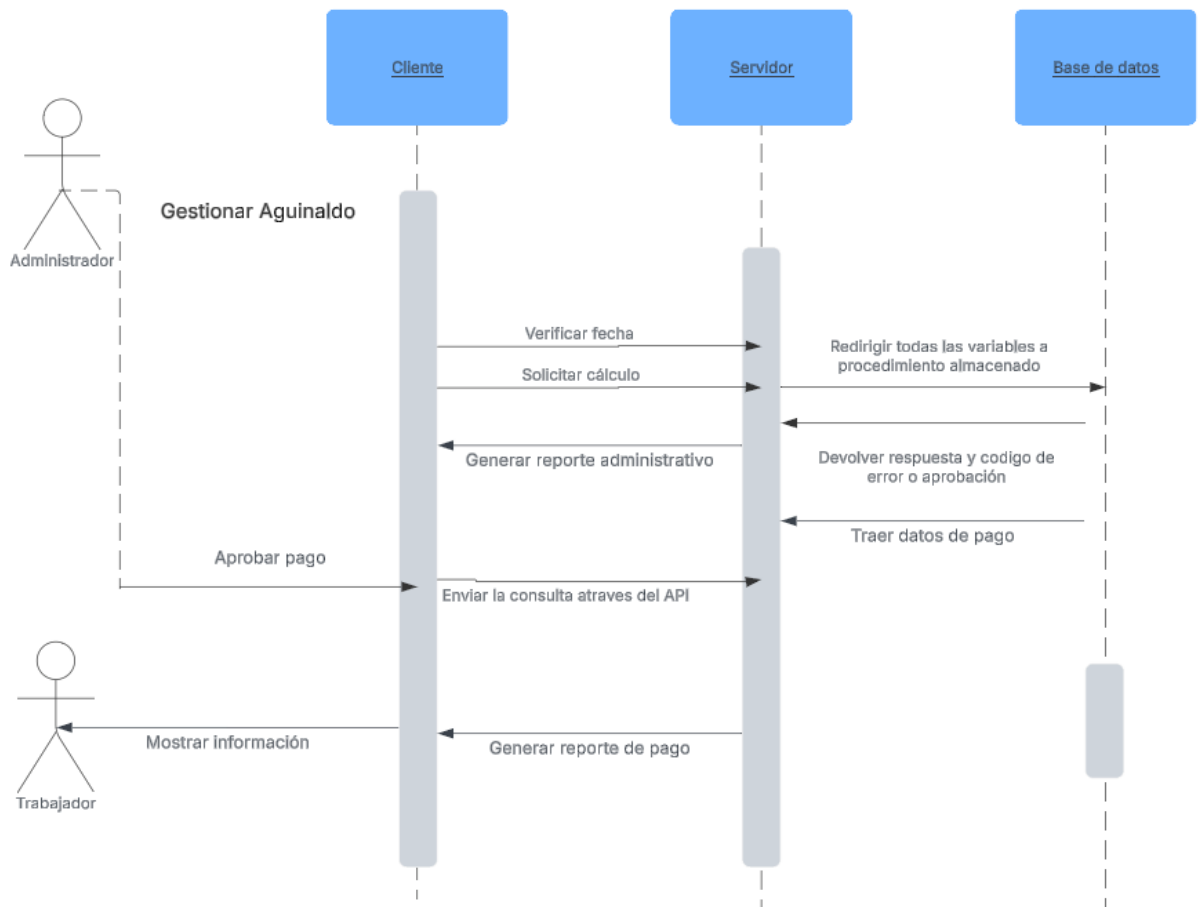 Cliente
Servidor
Base de datos
Gestionar Aguinaldo
Administrador
Verificar fecha
Redirigir todas las variables a
procedimiento almacenado
Solicitar cálculo
Generar reporte administrativo
Devolver respuesta y codigo de
error o aprobación
Traer datos de pago
Aprobar pago
Enviar la consulta atraves del API
Mostrar información
Generar reporte de pago
Trabajador